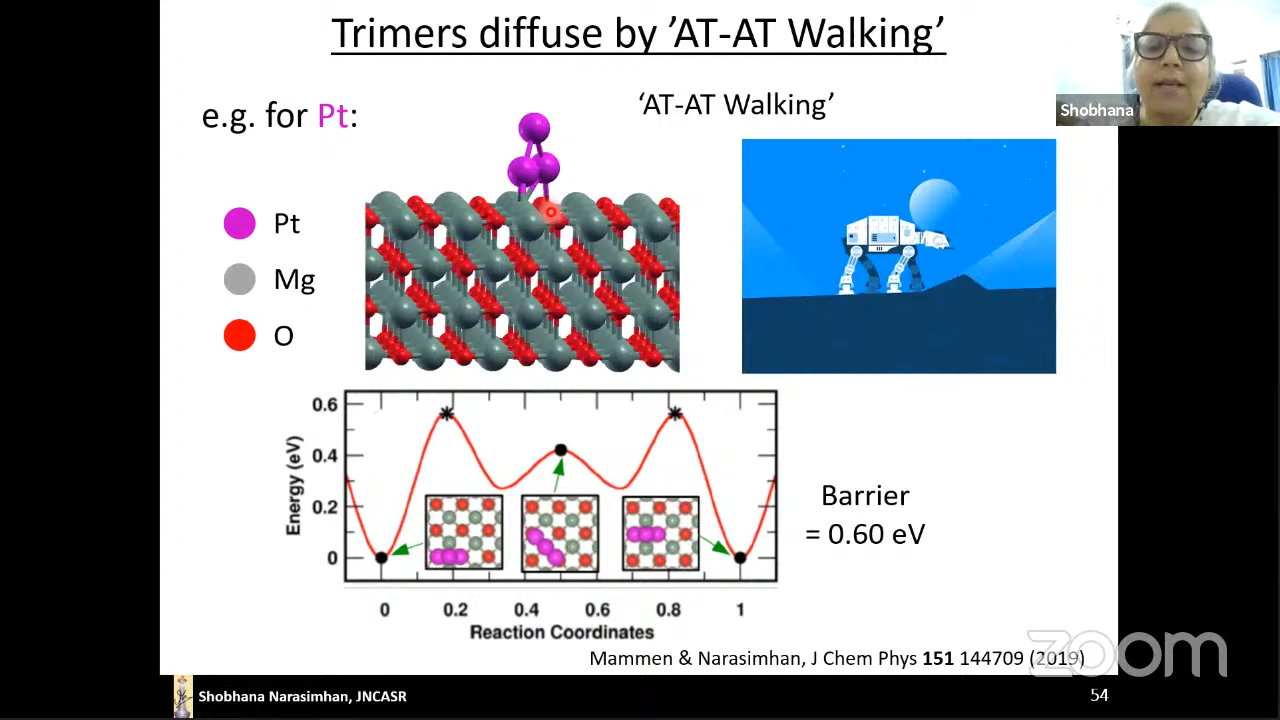 Trimers diffuse by ’AT-AT Walking’
Shobhana
e.g. for Pt:
‘AT-AT Walking’
Pt
Mg
O
0.6
0.4
0.2
0
Energy (eV)
0 0.2 0.4 0.6 0.8 1
Reaction Coordinates
Barrier
= 0.60 eV
Mammen & Narasimhan, J Chem Phys 151 144709 (2019)
zoom
Shobhana Narasimhan, JNCASR
54